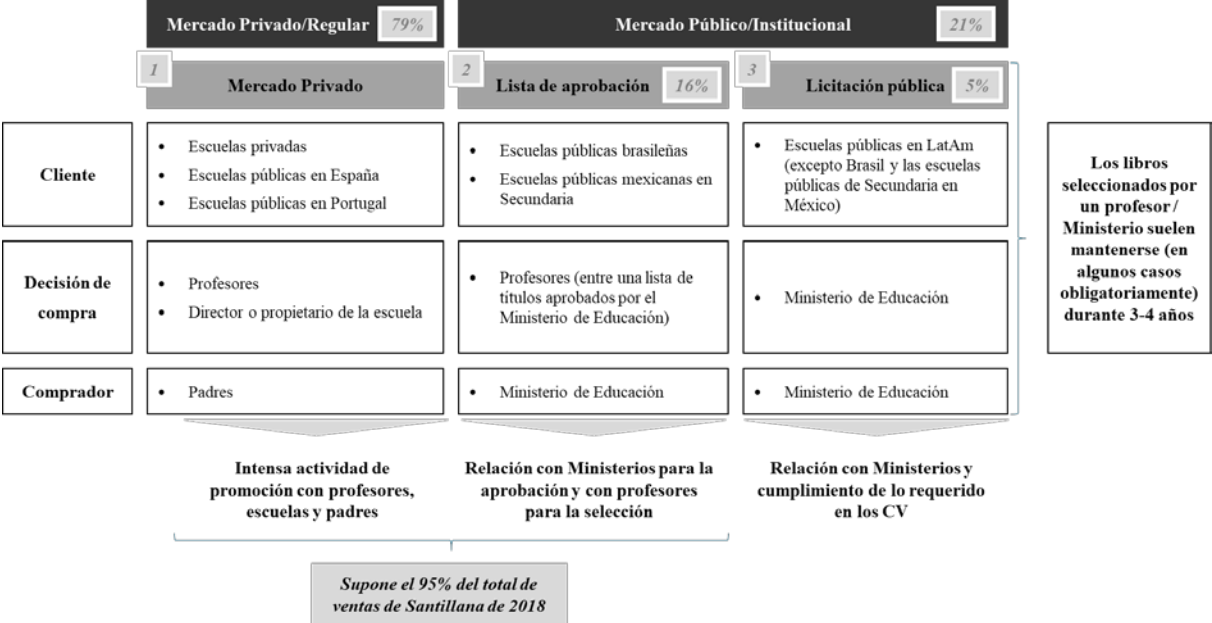 Mercado Privado/Regular 79%
Mercado Público/Institucional 21%
1
Mercado Privado
2
Lista de aprobación 16%
3
Licitación pública 5%
Cliente
• Escuelas privadas
• Escuelas públicas en España
• Escuelas públicas en Portugal
• Escuelas públicas brasileñas
• Escuelas públicas mexicanas en
Secundaria
• Escuelas públicas en LatAm
(excepto Brasil y las escuelas
públicas de Secundaria en
México)
Decisión de
compra
• Profesores
• Director o propietario de la escuela
• Profesores (entre una lista de
títulos aprobados por el
Ministerio de Educación)
• Ministerio de Educación
Comprador
• Padres
• Ministerio de Educación
• Ministerio de Educación
Los libros
seleccionados por
un profesor /
Ministerio suelen
mantenerse (en
algunos casos
obligatoriamente)
durante 3-4 años
Intensa actividad de
promoción con profesores,
escuelas y padres
Relación con Ministerios para la
aprobación y con profesores
para la selección
Relación con Ministerios y
cumplimiento de lo requerido
en los CV
Supone el 95% del total de
ventas de Santillana de 2018